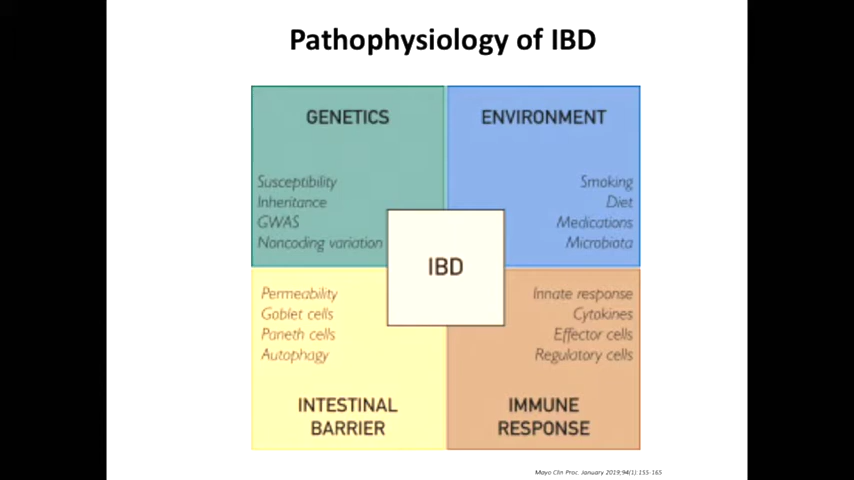 Pathophysiology of IBD
GENETICS
Susceptibility
Inheritance
GWAS
Noncoding variation
ENVIRONMENT
Smoking
Diet
Medications
Microbiota
IBD
Permeability
Goblet cells
Paneth cells
Autophagy
INTESTINAL
BARRIER
Innate response
Cytokines
Effector cells
Regulatory cells
IMMUNE
RESPONSE
Mayo Clin Proc. January 2019;94(1):155-165